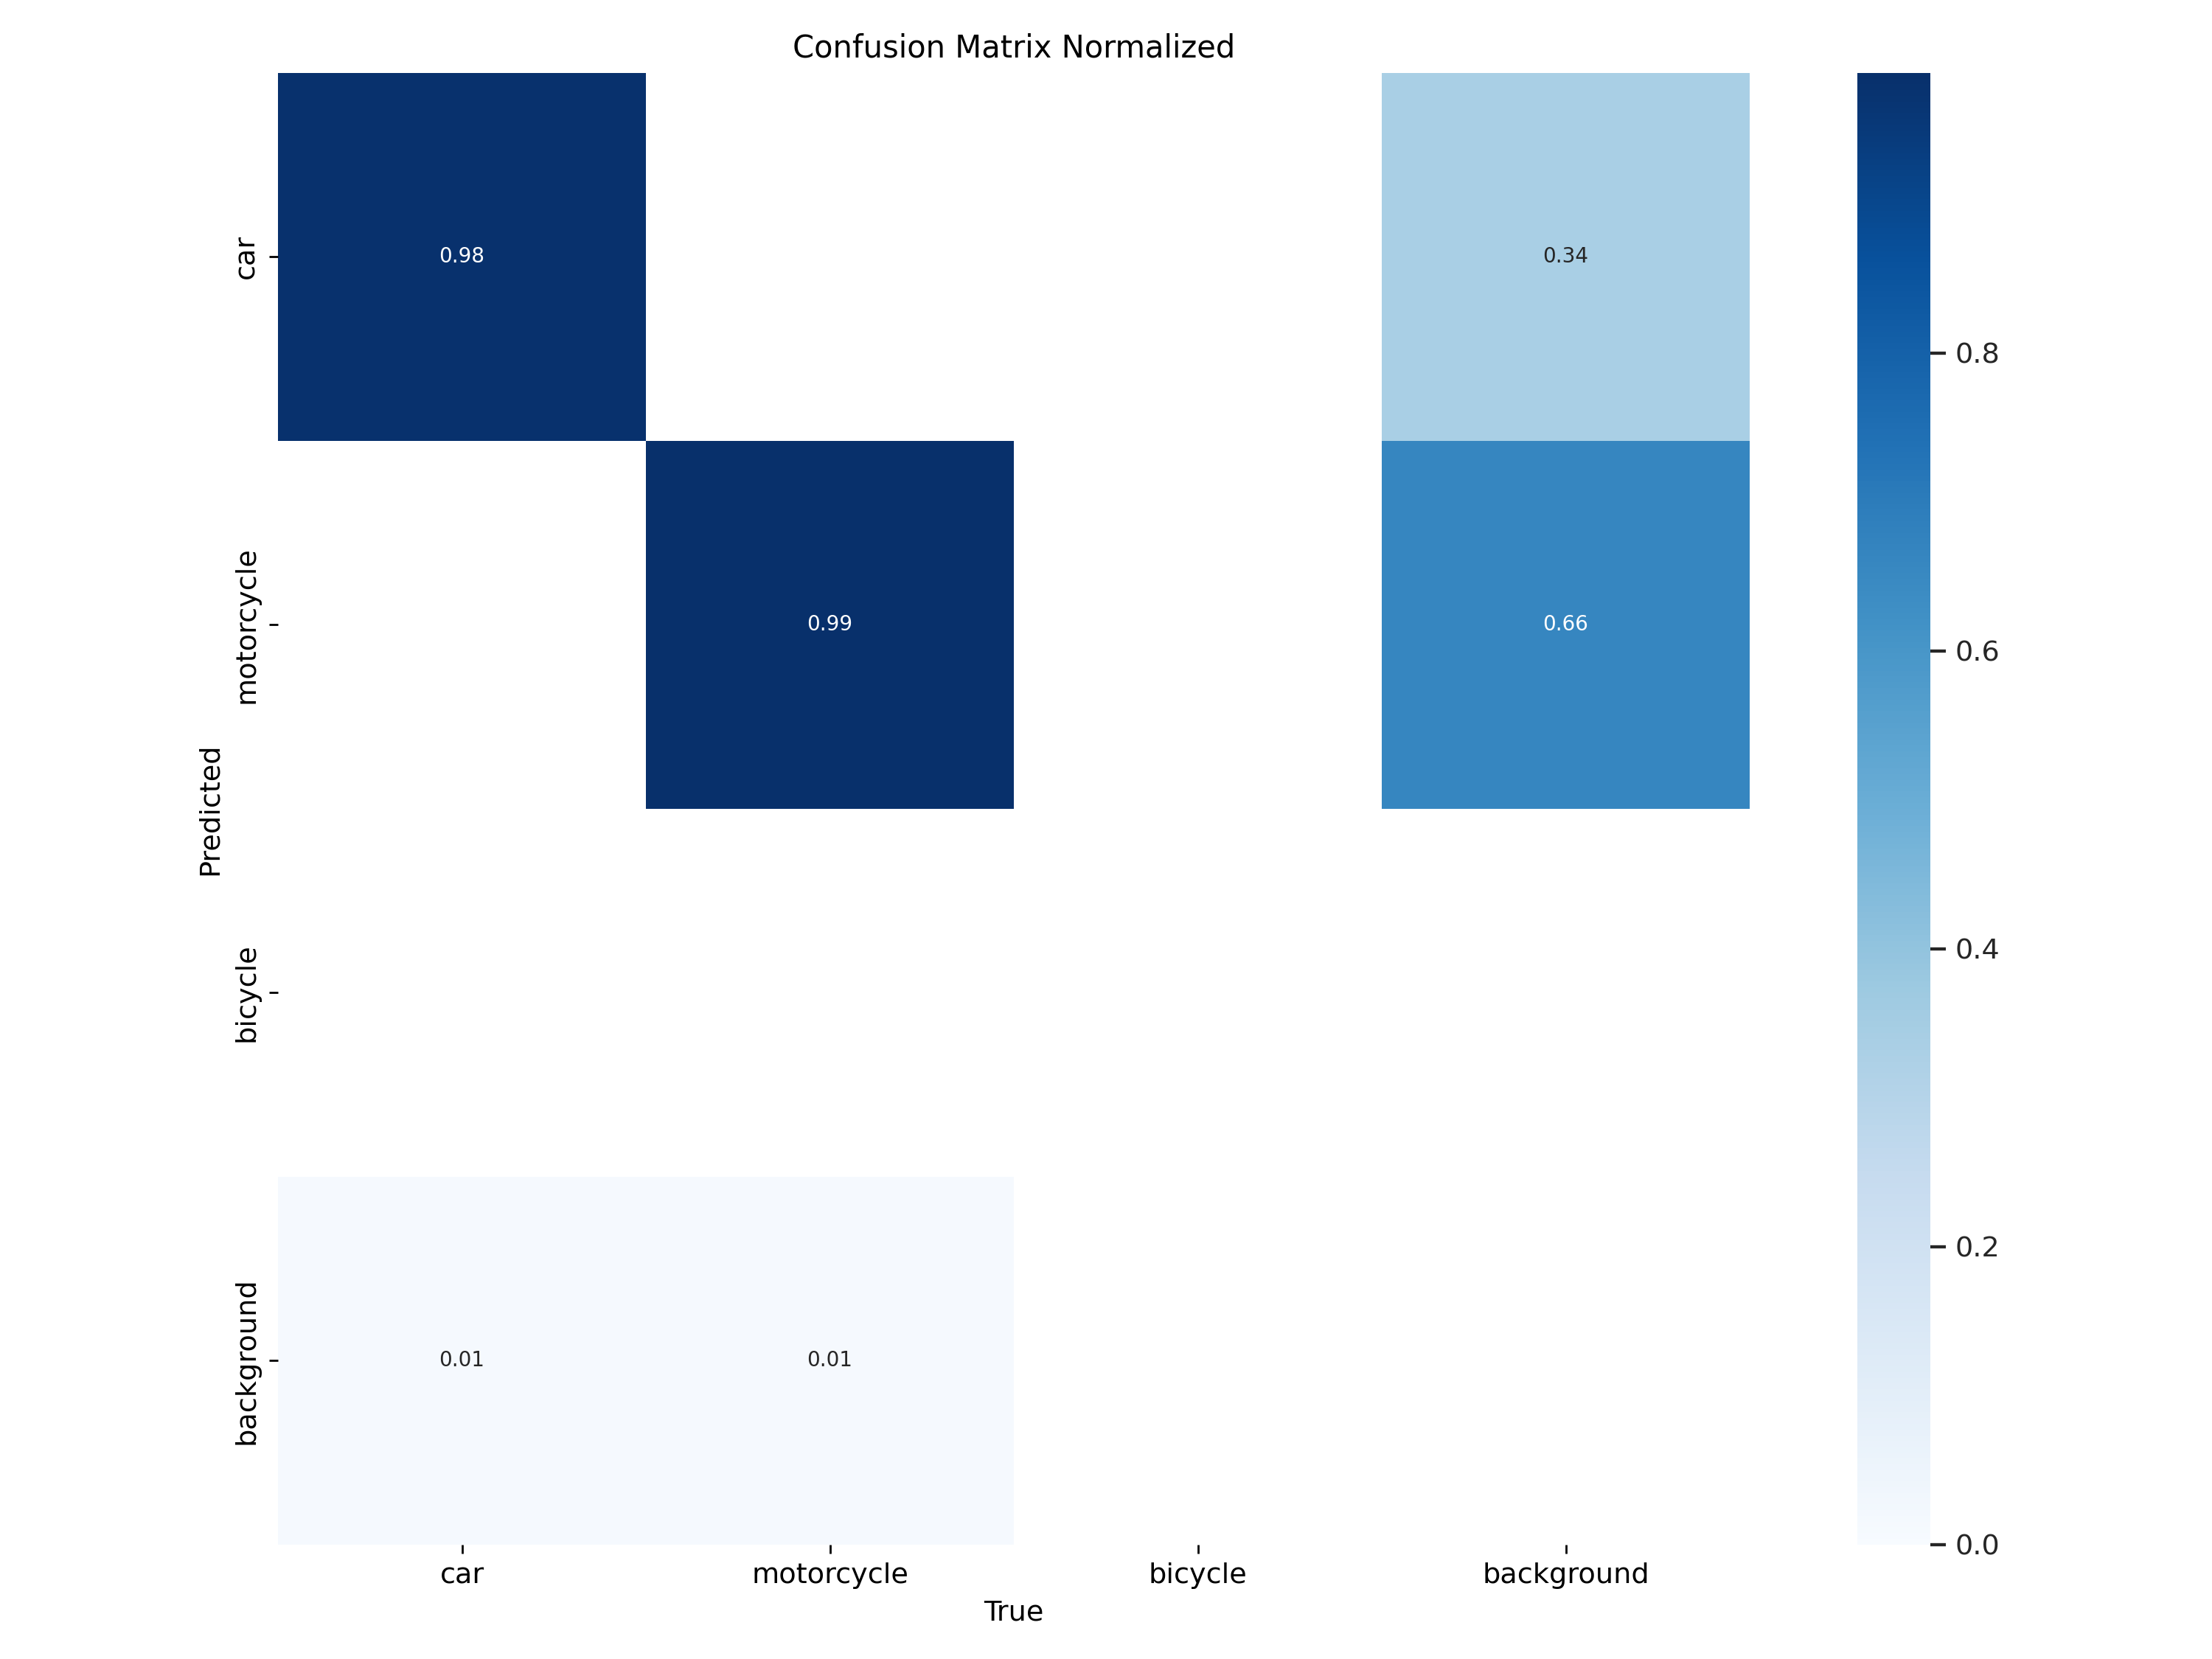 Confusion Matrix Normalized
car
0.98
0.34
0.8
motorcycle
0.99
0.66
0.6
Predicted
bicycle
0.4
background
0.01
0.01
0.2
0.0
car
motorcycle
bicycle
background
True